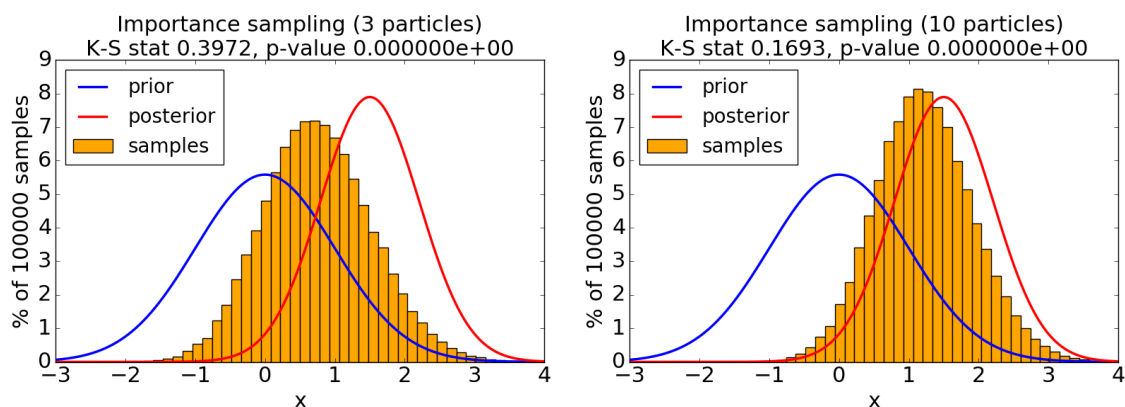 Importance sampling (3 particles)
K-S stat 0.3972, p-value 0.000000e+00
9
8
7
6
5
4
3
2
1
0
% of 100000 samples
prior
posterior
samples
−3
−2
−1
0
1
2
3
4
x
Importance sampling (10 particles)
K-S stat 0.1693, p-value 0.000000e+00
9
8
7
6
5
4
3
2
1
0
% of 100000 samples
prior
posterior
samples
−3
−2
−1
0
1
2
3
4
x